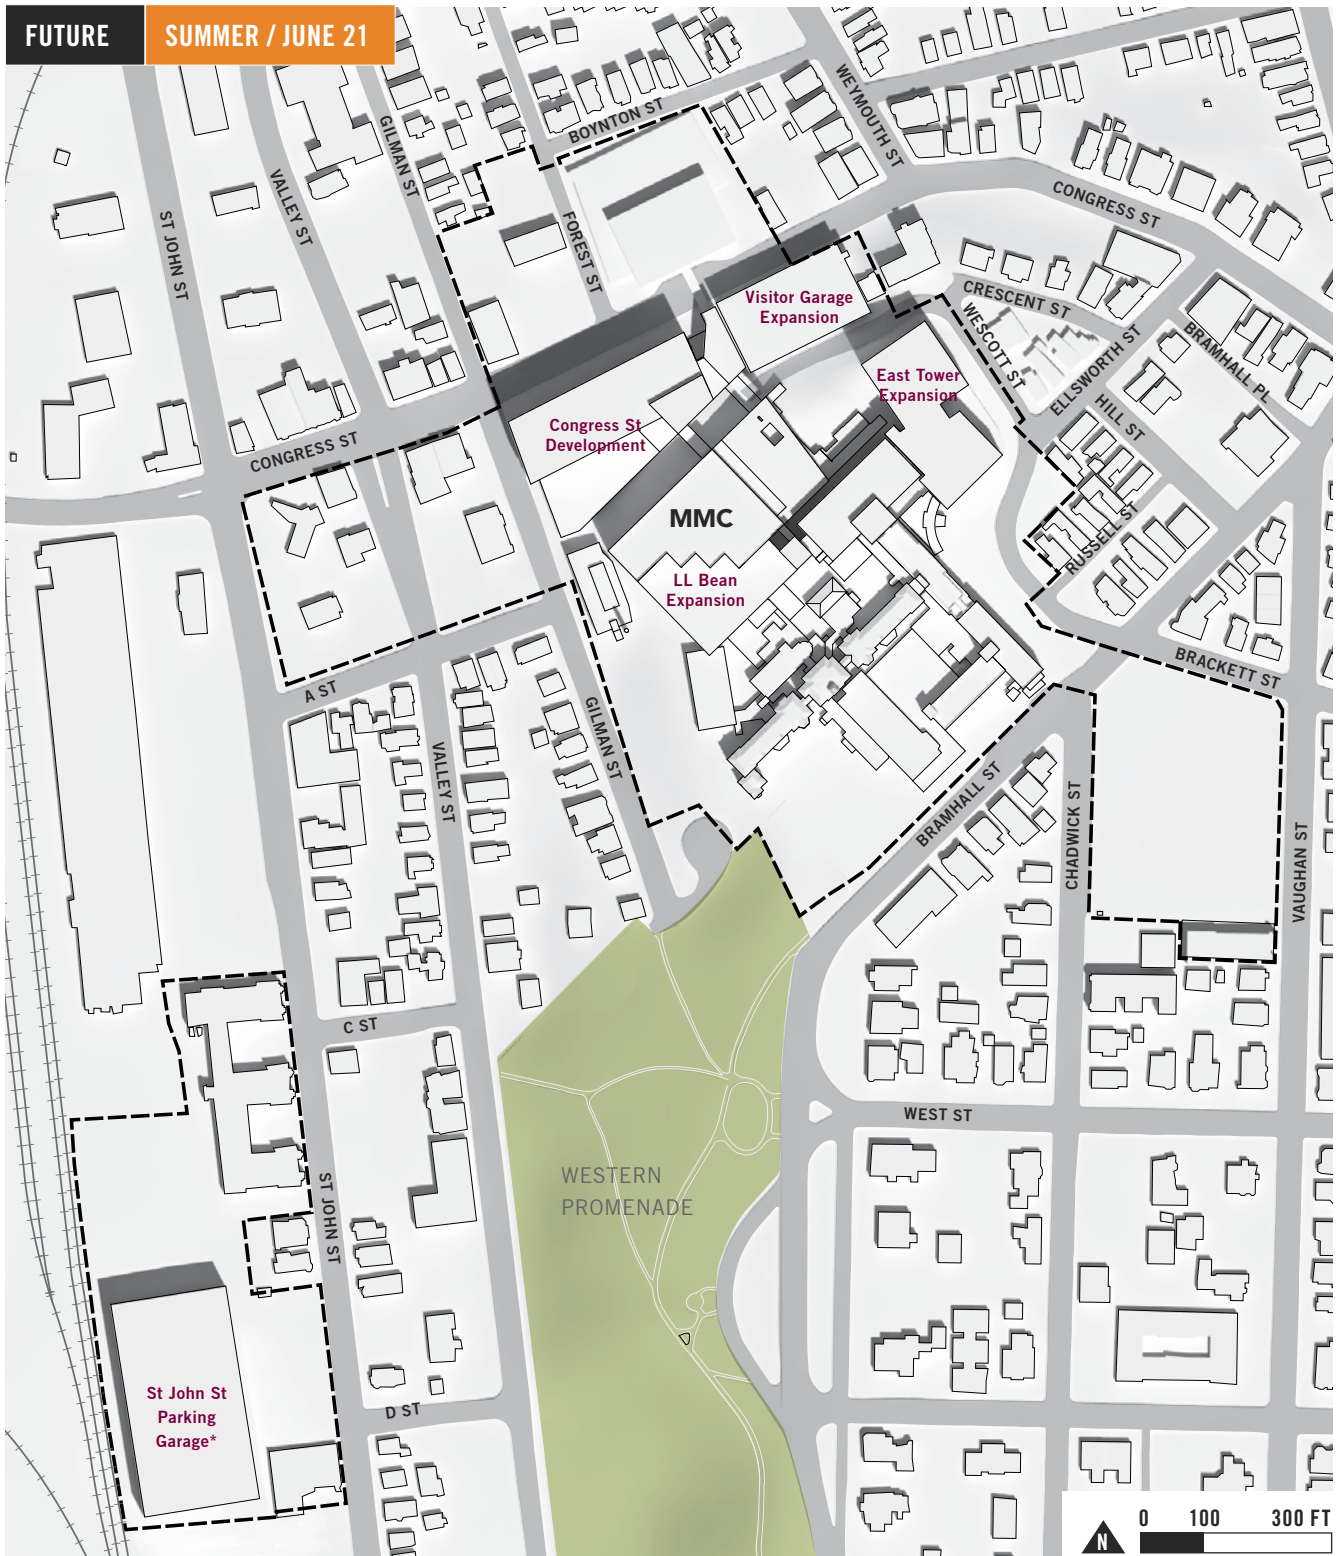 FUTURE
SUMMER / JUNE 21
BOYNTON ST
WEYMOUTH ST
GILMAN ST
VALLEY ST
ST JOHN ST
FOREST ST
CONGRESS ST
CRESCENT ST
WESCOTT ST
ELLSWORTH ST
BRAMHALL PL
HILL ST
RUSSELL ST
Visitor Garage
Expansion
East Tower
Expansion
Congress St
Development
CONGRESS ST
MMC
LL Bean
Expansion
BRACKETT ST
A ST
GILMAN ST
VALLEY ST
BRAMHALL ST
CHADWICK ST
VAUGHAN ST
C ST
WEST ST
WESTERN
PROMENADE
ST JOHN ST
St John St
Parking
Garage*
D ST
N
0 100 300 FT